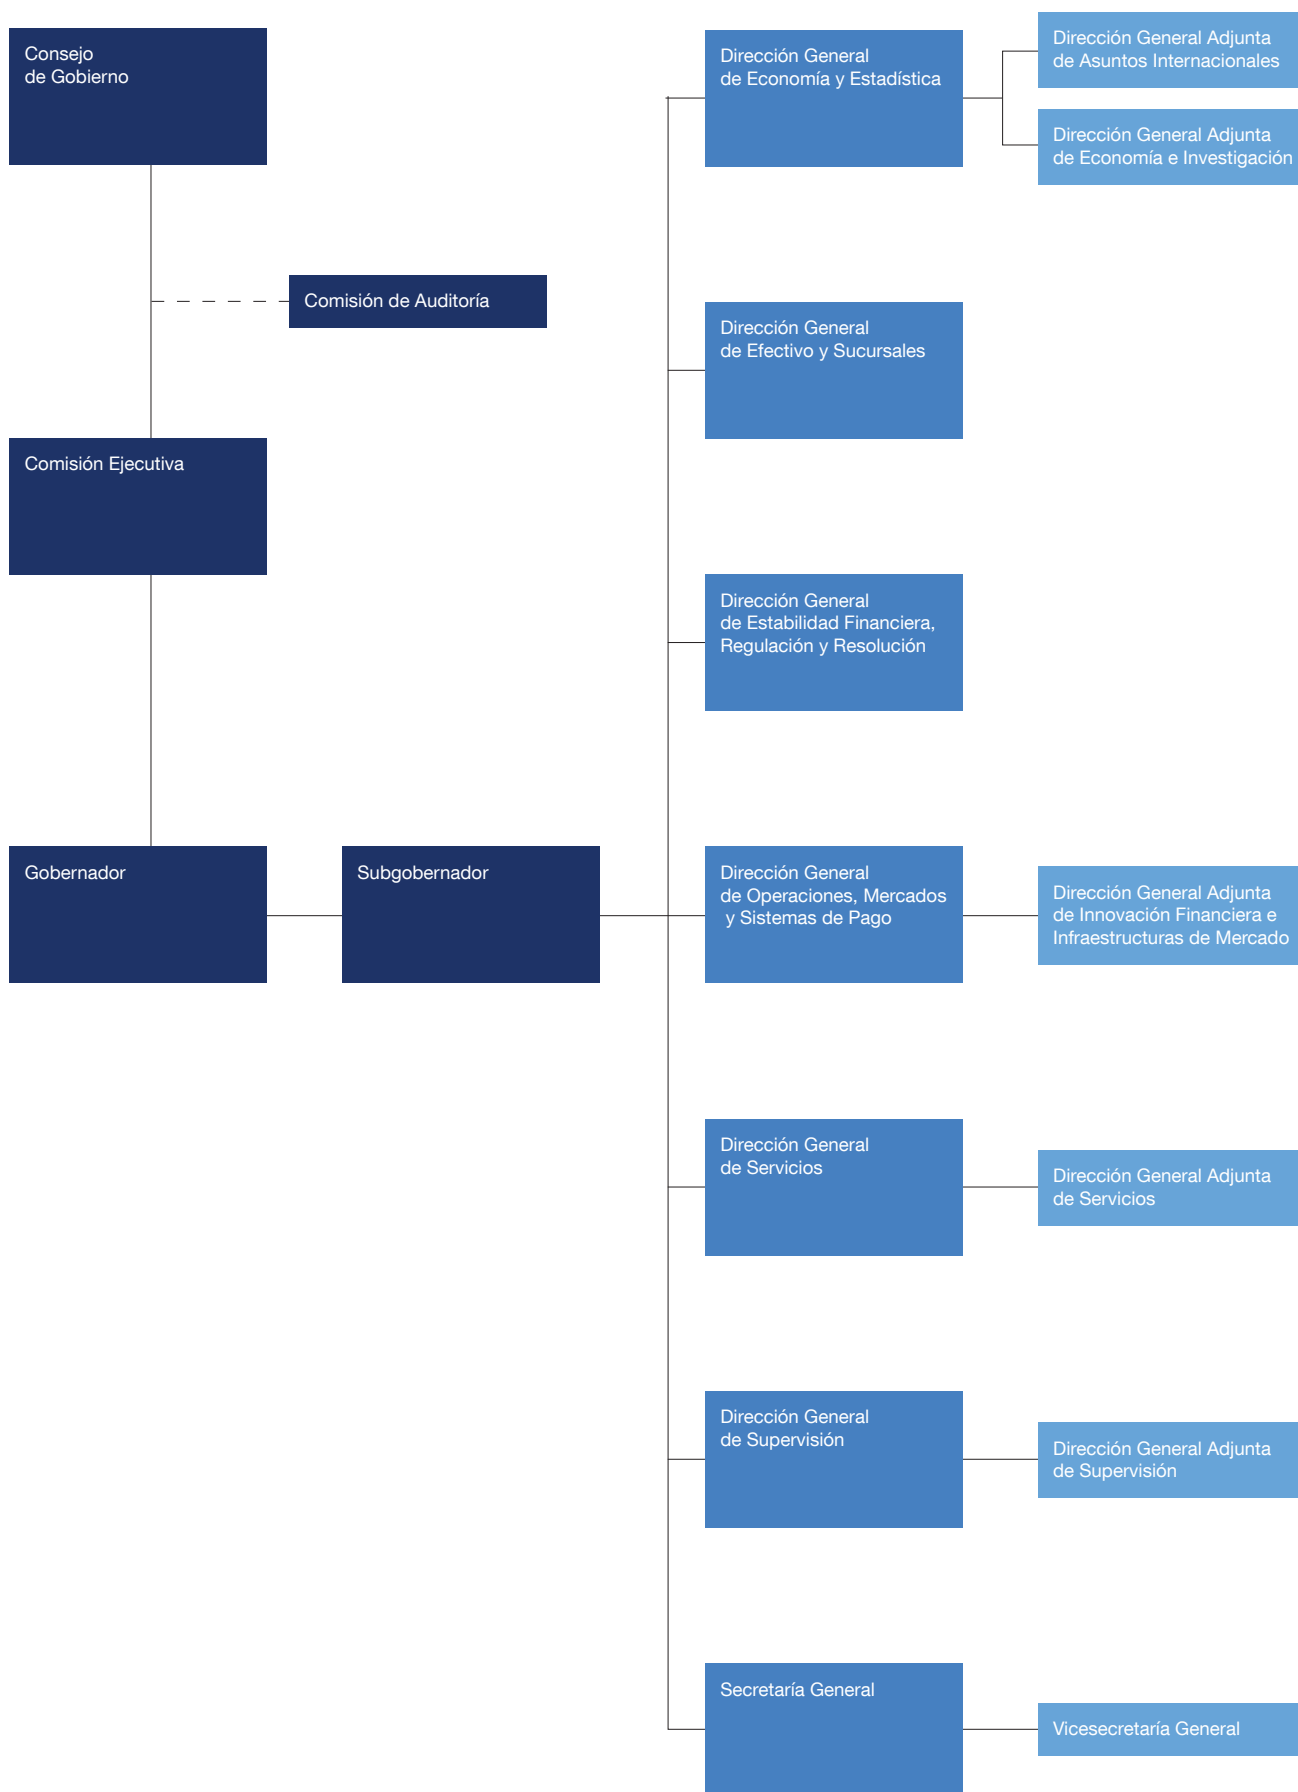 Consejo
de Gobierno
Comisión de Auditoría
Comisión Ejecutiva
Gobernador
Subgobernador
Dirección General
de Economía y Estadística
Dirección General Adjunta
de Asuntos Internacionales
Dirección General Adjunta
de Economía e Investigación
Dirección General
de Efectivo y Sucursales
Dirección General
de Estabilidad Financiera,
Regulación y Resolución
Dirección General
de Operaciones, Mercados
y Sistemas de Pago
Dirección General Adjunta
de Innovación Financiera e
Infraestructuras de Mercado
Dirección General
de Servicios
Dirección General Adjunta
de Servicios
Dirección General
de Supervisión
Dirección General Adjunta
de Supervisión
Secretaría General
Vicesecretaría General